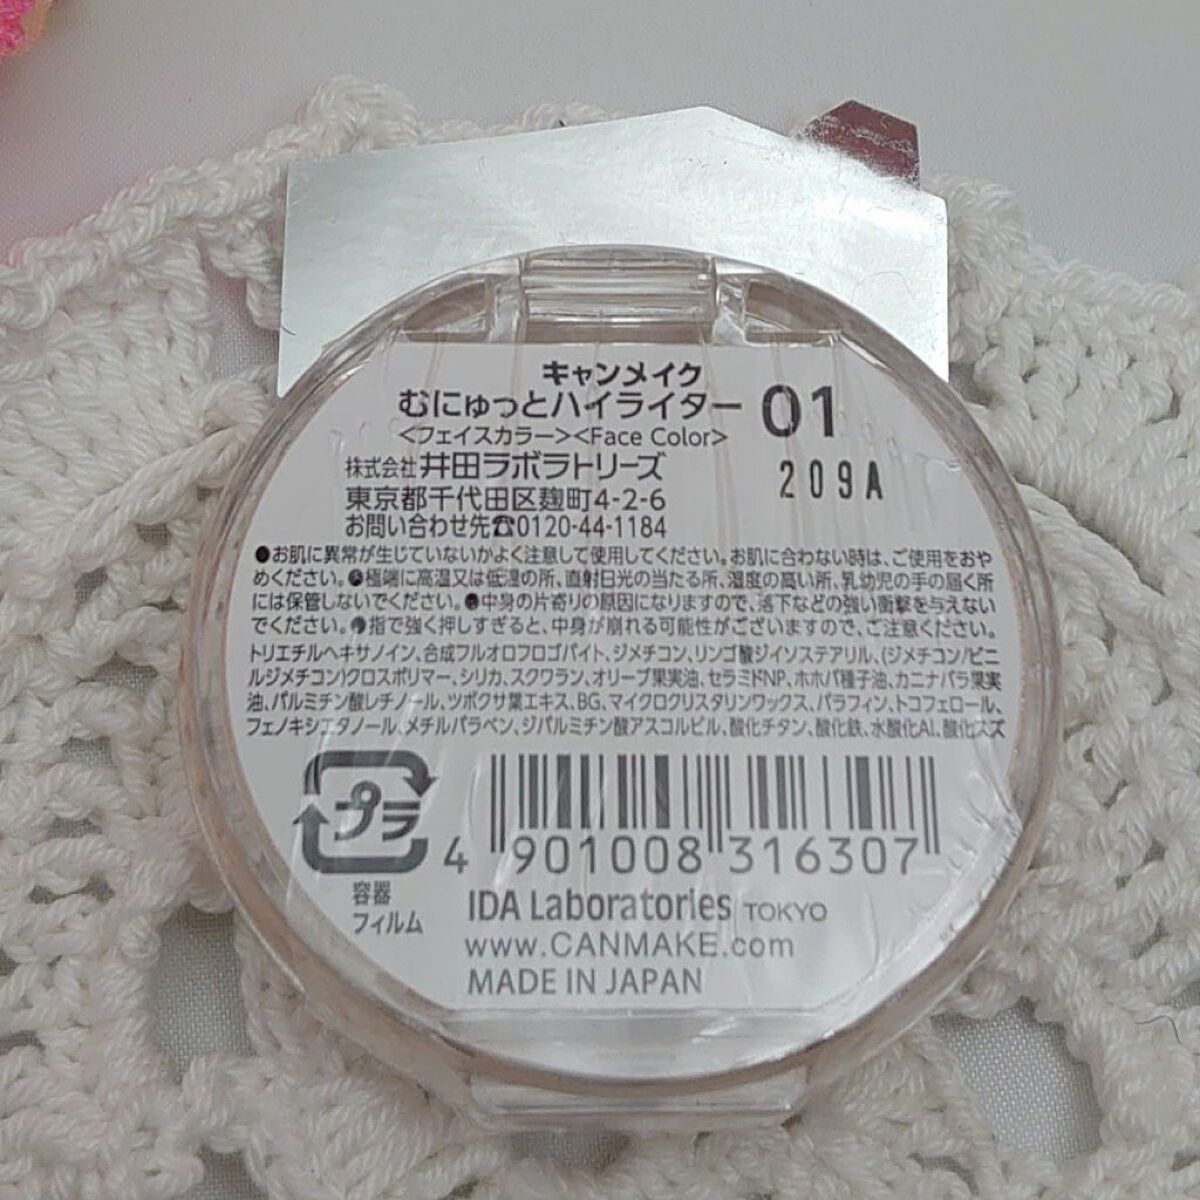 キャンメイク
むにゅっとハイライター 01
<フェイスカラー><Face Color>
209A
株式会社 井田ラボラトリーズ
東京都千代田区麹町4-2-6
お問い合わせ先☎0120-44-1184
●お肌に異常が生じていないかよく注意して使用してください。お肌に合わない時は、ご使用をおや
めください。●極端に高温又は低温の所、直射日光の当たる所、湿度の高い所、乳幼児の手の届く所
には保管しないでください。●中身の片寄りの原因になりますので、落下などの強い衝撃を与えない
でください。●指で強く押しすぎると、中身が崩れる可能性がございますので、ご注意ください。
トリエチルヘキサノイン、合成フルオロフロゴパイト、ジメチコン、リンゴ酸ジイソステアリル、(ジメチコン/ビニ
ルジメチコン)クロスポリマー、シリカ、スクワラン、オリーブ果実油、セラミドNP、ホホバ種子油、カニナバラ果実
油、パルミチン酸レチノール、ツボクサ葉エキス、BG、マイクロクリスタリンワックス、パラフィン、トコフェロール、
フェノキシエタノール、メチルパラベン、ジパルミチン酸アスコルビル、酸化チタン、酸化鉄、水酸化Al、酸化スズ
プラ
容器
フィルム
4 901008 316307
IDA Laboratories TOKYO
www.CANMAKE.com
MADE IN JAPAN